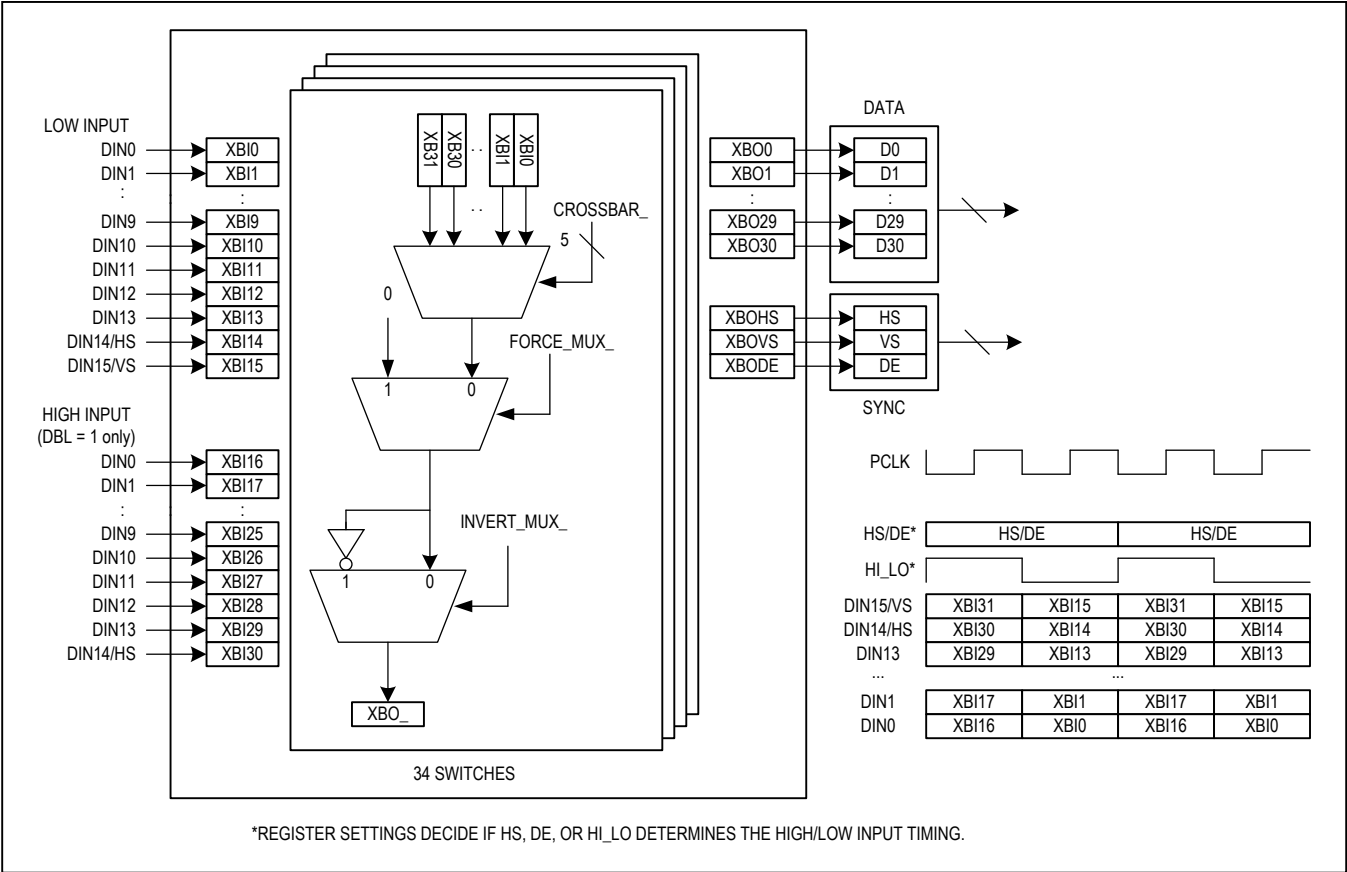 LOW INPUT
DIN0 XBI0
DIN1 XBI1
: :
DIN9 XBI9
DIN10 XBI10
DIN11 XBI11
DIN12 XBI12
DIN13 XBI13
DIN14/HS XBI14
DIN15/VS XBI15
HIGH INPUT
(DBL = 1 only)
DIN0 XBI16
DIN1 XBI17
: :
DIN9 XBI25
DIN10 XBI26
DIN11 XBI27
DIN12 XBI28
DIN13 XBI29
DIN14/HS XBI30
XB31 XB30 .. XBI1 XBI0
..
CROSSBAR_
5
0
FORCE_MUX_
1 0
INVERT_MUX_
1 0
XBO_
34 SWITCHES
DATA
XBO0 D0
XBO1 D1
: :
XBO29 D29
XBO30 D30
XBOHS HS
XBOVS VS
XBODE DE
SYNC
PCLK
HS/DE* HS/DE HS/DE
HI_LO*
DIN15/VS XBI31 XBI15 XBI31 XBI15
DIN14/HS XBI30 XBI14 XBI30 XBI14
DIN13 XBI29 XBI13 XBI29 XBI13
... ...
DIN1 XBI17 XBI1 XBI17 XBI1
DIN0 XBI16 XBI0 XBI16 XBI0
*REGISTER SETTINGS DECIDE IF HS, DE, OR HI_LO DETERMINES THE HIGH/LOW INPUT TIMING.